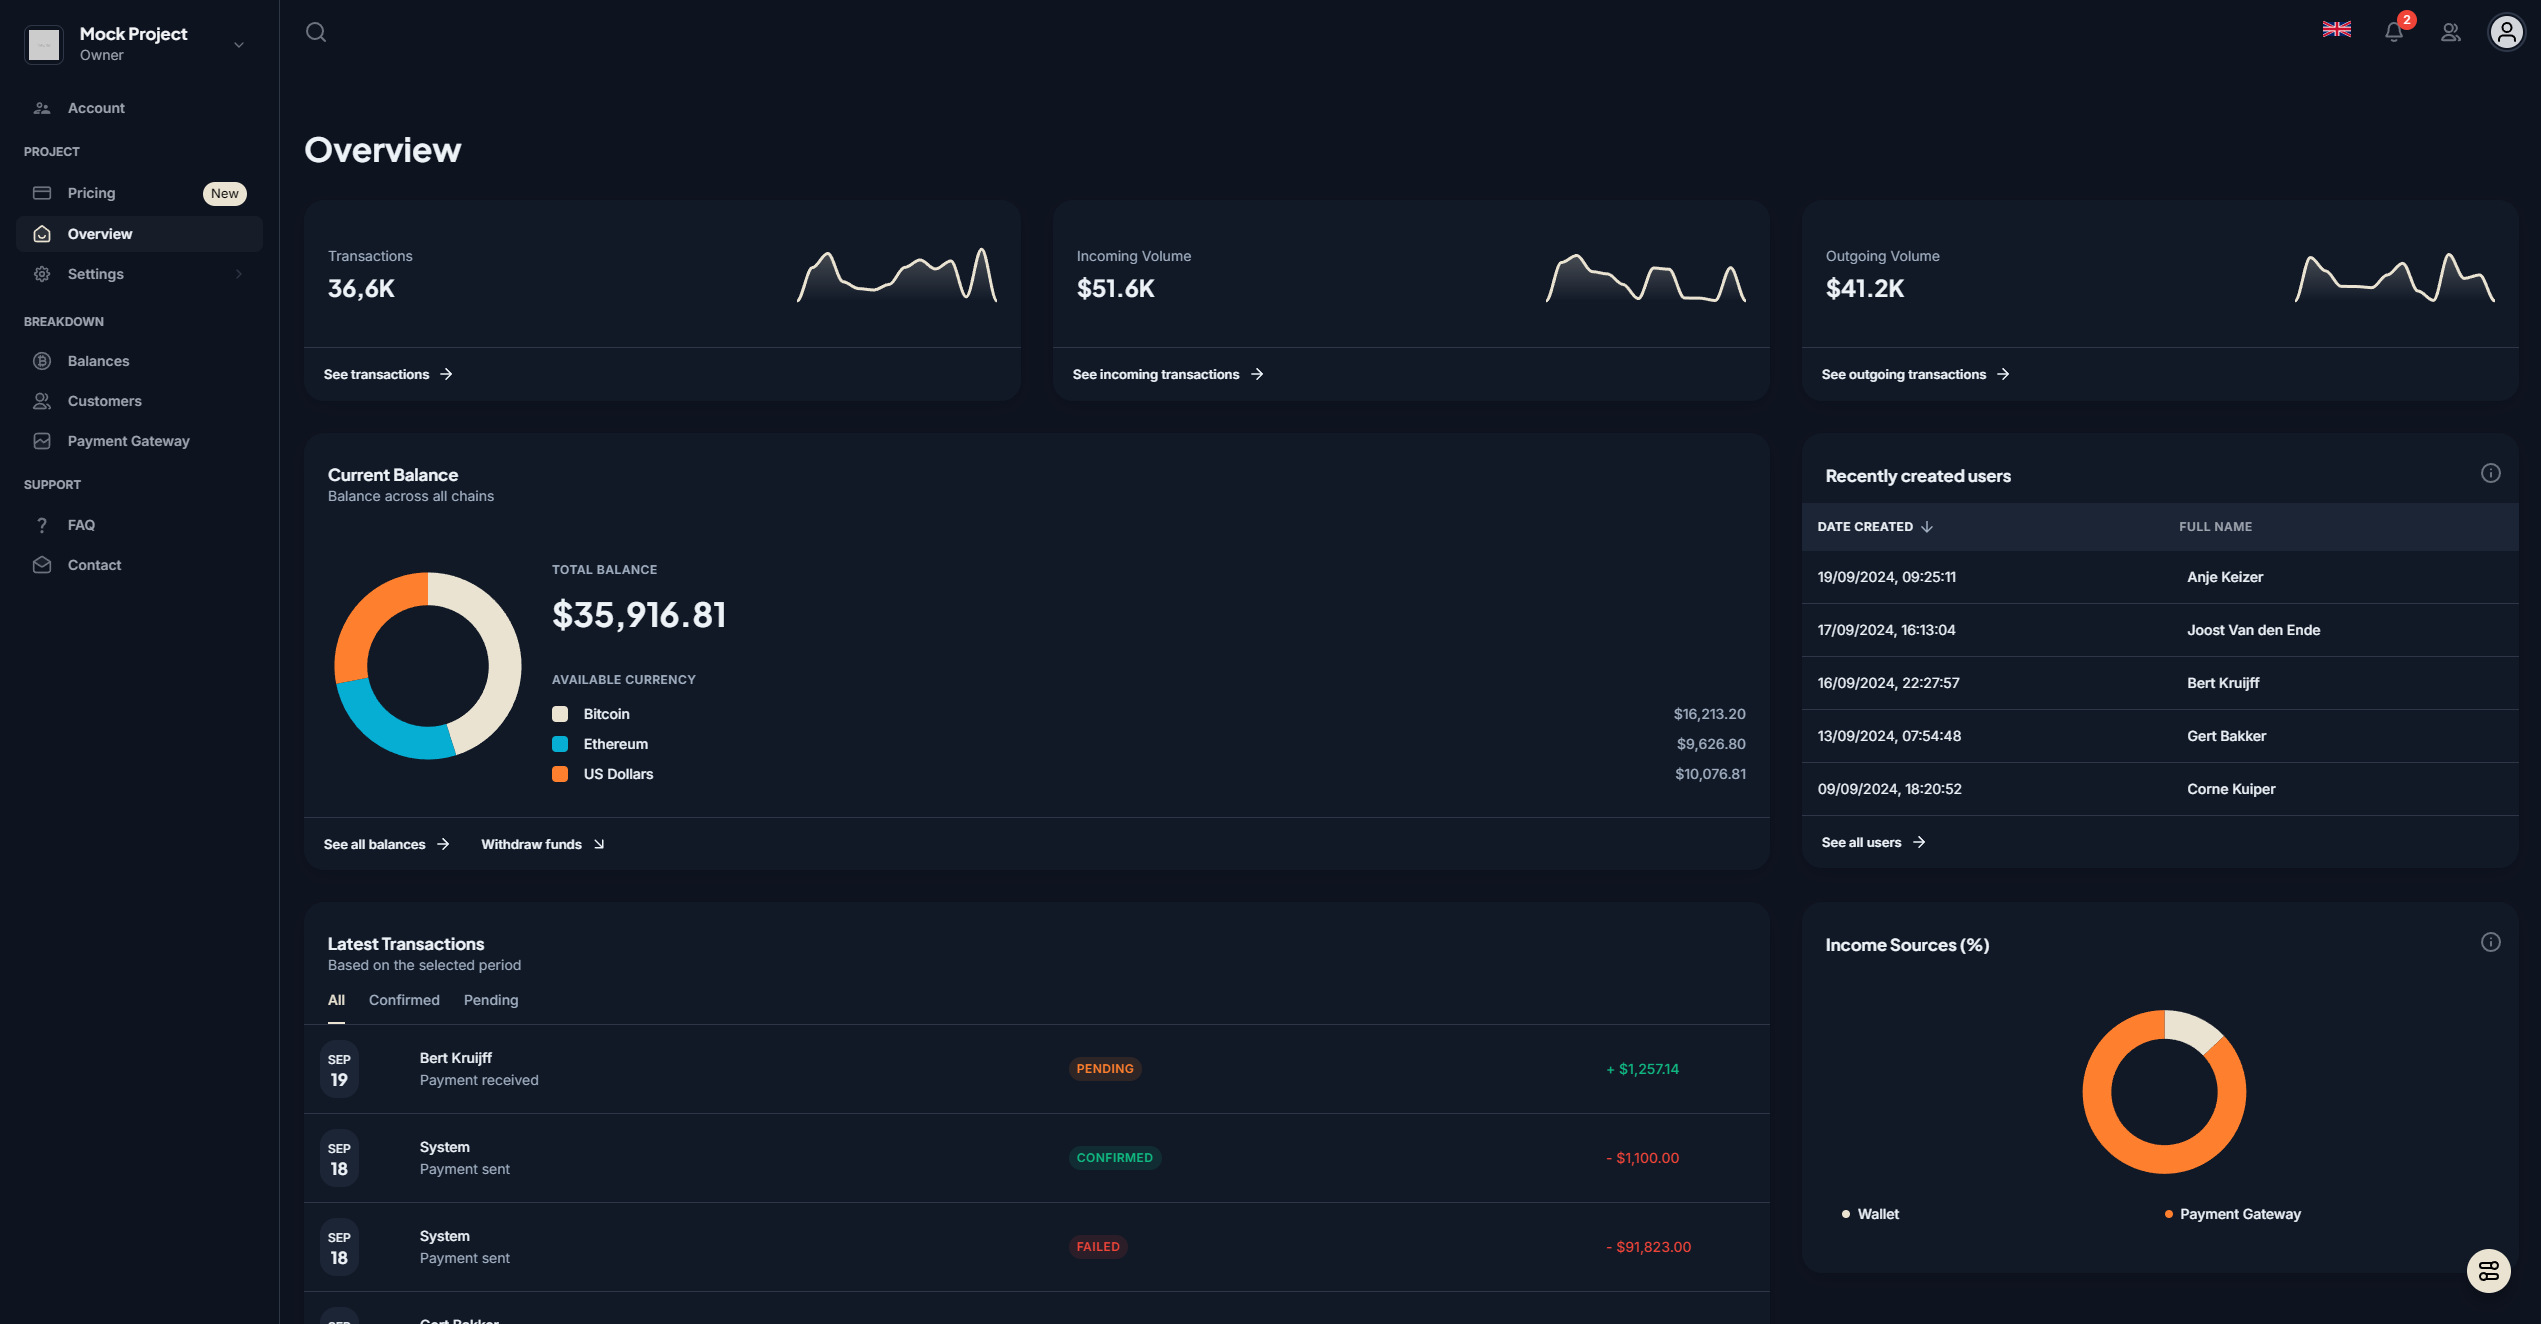 Mock Project
Owner
2
Account
PROJECT
Pricing
New
Overview
Settings
BREAKDOWN
Balances
Customers
Payment Gateway
SUPPORT
FAQ
Contact
Overview
Transactions
36,6K
See transactions
Incoming Volume
$51.6K
See incoming transactions
Outgoing Volume
$41.2K
See outgoing transactions
Current Balance
Balance across all chains
TOTAL BALANCE
$35,916.81
AVAILABLE CURRENCY
Bitcoin $16,213.20
Ethereum $9,626.80
US Dollars $10,076.81
See all balances Withdraw funds
Recently created users
DATE CREATED FULL NAME
19/09/2024, 09:25:11 Anje Keizer
17/09/2024, 16:13:04 Joost Van den Ende
16/09/2024, 22:27:57 Bert Kruijff
13/09/2024, 07:54:48 Gert Bakker
09/09/2024, 18:20:52 Corne Kuiper
See all users
Latest Transactions
Based on the selected period
All Confirmed Pending
SEP 19
Bert Kruijff
Payment received
PENDING
+ $1,257.14
SEP 18
System
Payment sent
CONFIRMED
- $1,100.00
SEP 18
System
Payment sent
FAILED
- $91,823.00
SEP
Gert Bakker
Income Sources (%)
Wallet
Payment Gateway